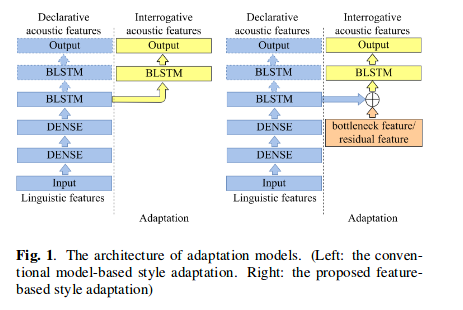 Declarative
acoustic features
Interrogative
acoustic features
Output
Output
BLSTM
BLSTM
BLSTM
DENSE
DENSE
Input
Linguistic features
Adaptation
Declarative
acoustic features
Interrogative
acoustic features
Output
Output
BLSTM
BLSTM
BLSTM
DENSE
bottleneck feature/
residual feature
DENSE
Input
Linguistic features
Adaptation
Fig. 1. The architecture of adaptation models. (Left: the conven-
tional model-based style adaptation. Right: the proposed feature-
based style adaptation)